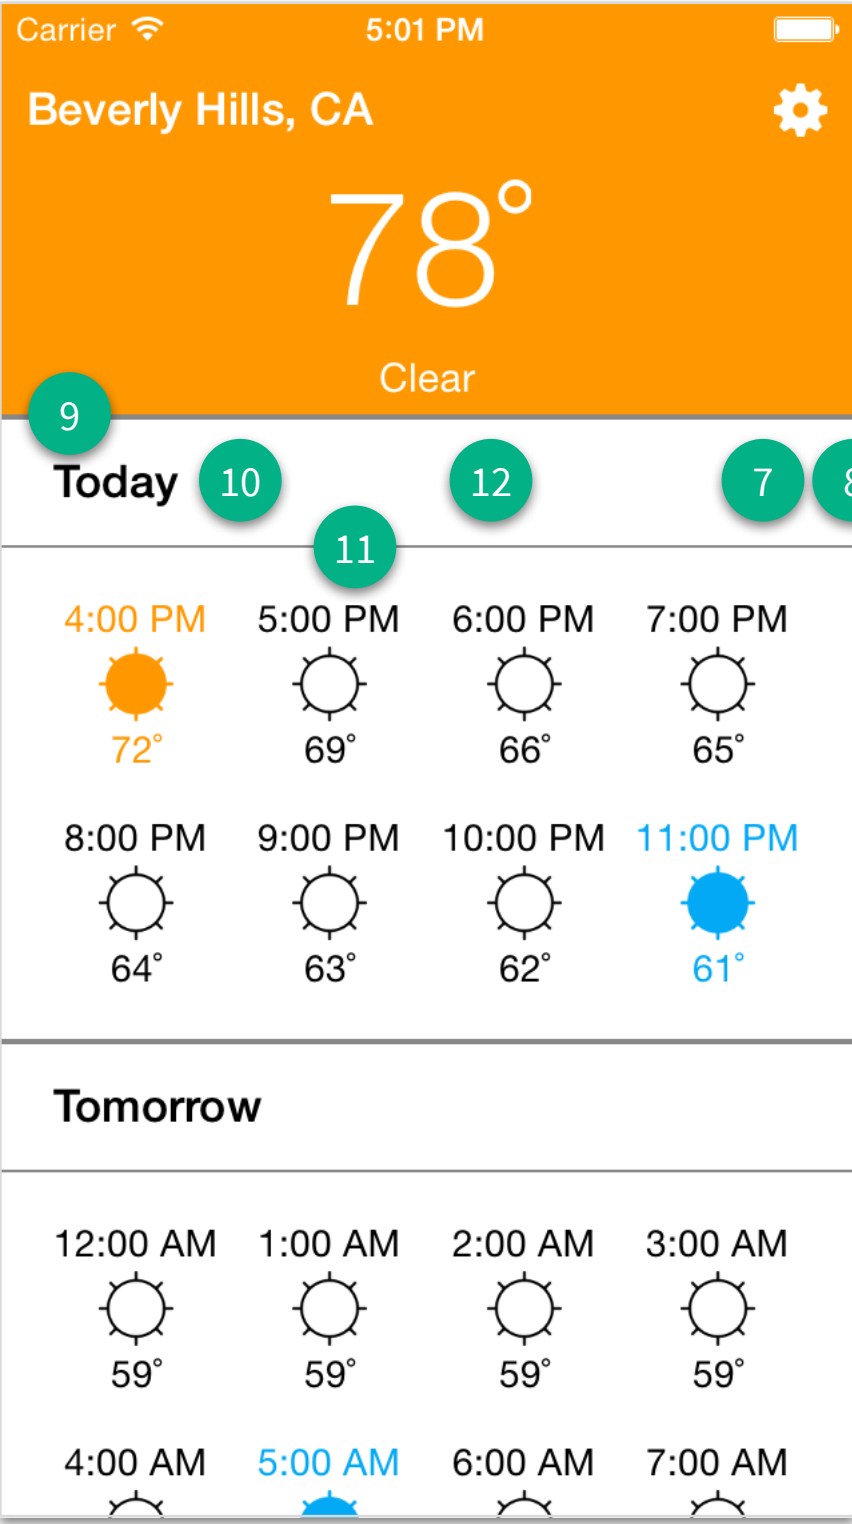 Carrier 5:01 PM
Beverly Hills, CA
78°
Clear
9
Today 10 12 7 8
11
4:00 PM 5:00 PM 6:00 PM 7:00 PM
72° 69° 66° 65°
8:00 PM 9:00 PM 10:00 PM 11:00 PM
64° 63° 62° 61°
Tomorrow
12:00 AM 1:00 AM 2:00 AM 3:00 AM
59° 59° 59° 59°
4:00 AM 5:00 AM 6:00 AM 7:00 AM